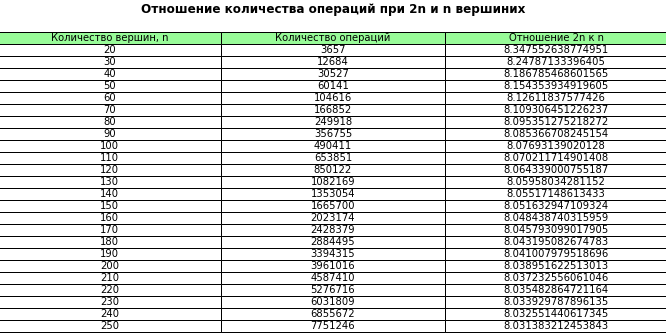 Отношение количества операций при 2n и n вершиних
Количество вершин, n Количество операций Отношение 2n к n
20 3657 8.347552638774951
30 12684 8.24787133396405
40 30527 8.186785468601565
50 60141 8.154353934919605
60 104616 8.12611837577426
70 166852 8.109306451226237
80 249918 8.095351275218272
90 356755 8.085366708245154
100 490411 8.07693139020128
110 653851 8.070211714901408
120 850122 8.064339000755187
130 1082169 8.05958034281152
140 1353054 8.05517148613433
150 1665700 8.051632947109324
160 2023174 8.048438740315959
170 2428379 8.045793099017905
180 2884495 8.043195082674783
190 3394315 8.041007979518696
200 3961016 8.038951622513013
210 4587410 8.037232556061046
220 5276716 8.035482864721164
230 6031809 8.033929787896135
240 6855672 8.032551440617345
250 7751246 8.031383212453843